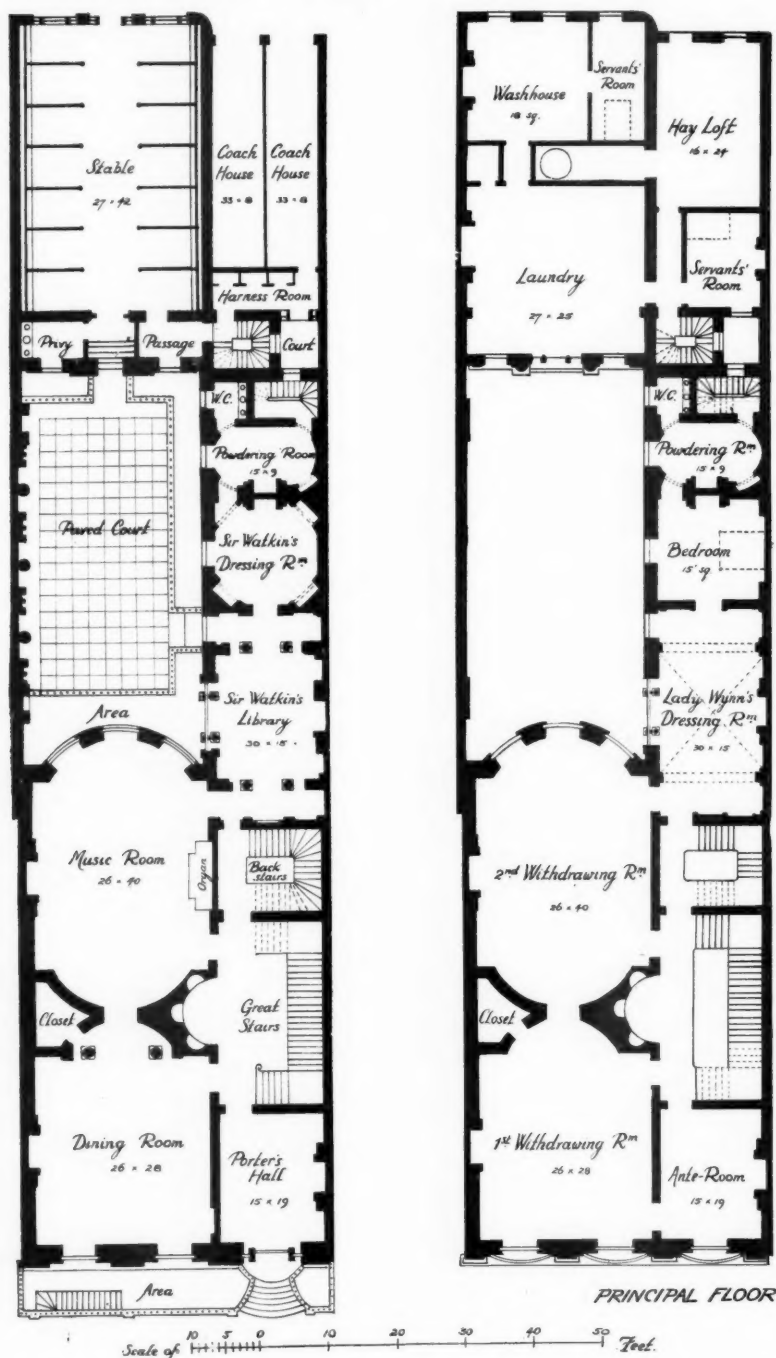 Stable
27 × 42
Coach
House
33 × 8
Coach
House
33 × 8
Harness Room
Privy
Passage
Court
W.C.
Powdering Room
15 × 9
Paved Court
Sir Watkin's
Dressing Rm
Sir Watkin's
Library
30 × 15
Area
Music Room
26 × 40
Organ
Back
stairs
Closet
Great
Stairs
Dining Room
26 × 28
Porter's
Hall
15 × 19
Area
Washhouse
18 sq.
Servants'
Room
Hay Loft
16 × 24
Laundry
27 × 25
Servants'
Room
W.C.
Powdering Rm
15 × 9
Bedroom
15' sq.
Lady Wynn's
Dressing Rm
30 × 15
2nd Withdrawing Rm
26 × 40
Closet
1st Withdrawing Rm
26 × 28
Ante-Room
15 × 19
PRINCIPAL FLOOR
Scale of 10 5 0 10 20 30 40 50 Feet.